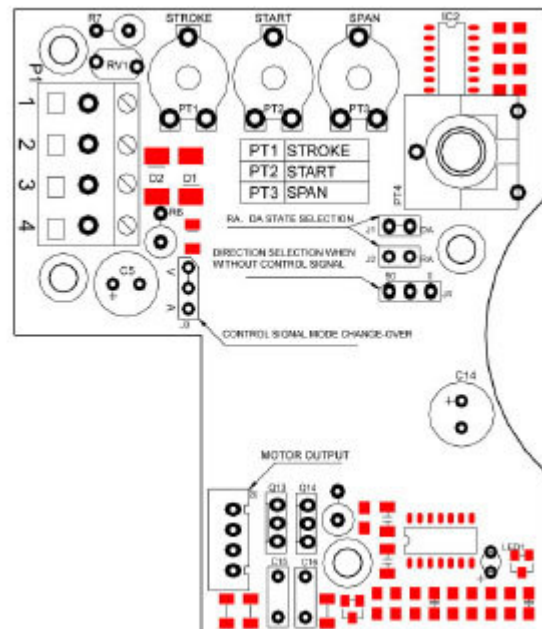 R7
STROKE
START
SPAN
IC2
P1
RV1
1
2
3
4
PT1
PT2
PT3
PT4
PT1 STROKE
PT2 START
PT3 SPAN
D2
D1
R6
RA, DA STATE SELECTION
J1
DA
J2
RA
DIRECTION SELECTION WHEN
WITHOUT CONTROL SIGNAL
C5
V
A
CONTROL SIGNAL MODE CHANGE-OVER
C14
MOTOR OUTPUT
Q13
Q14
C15
C16
LED1